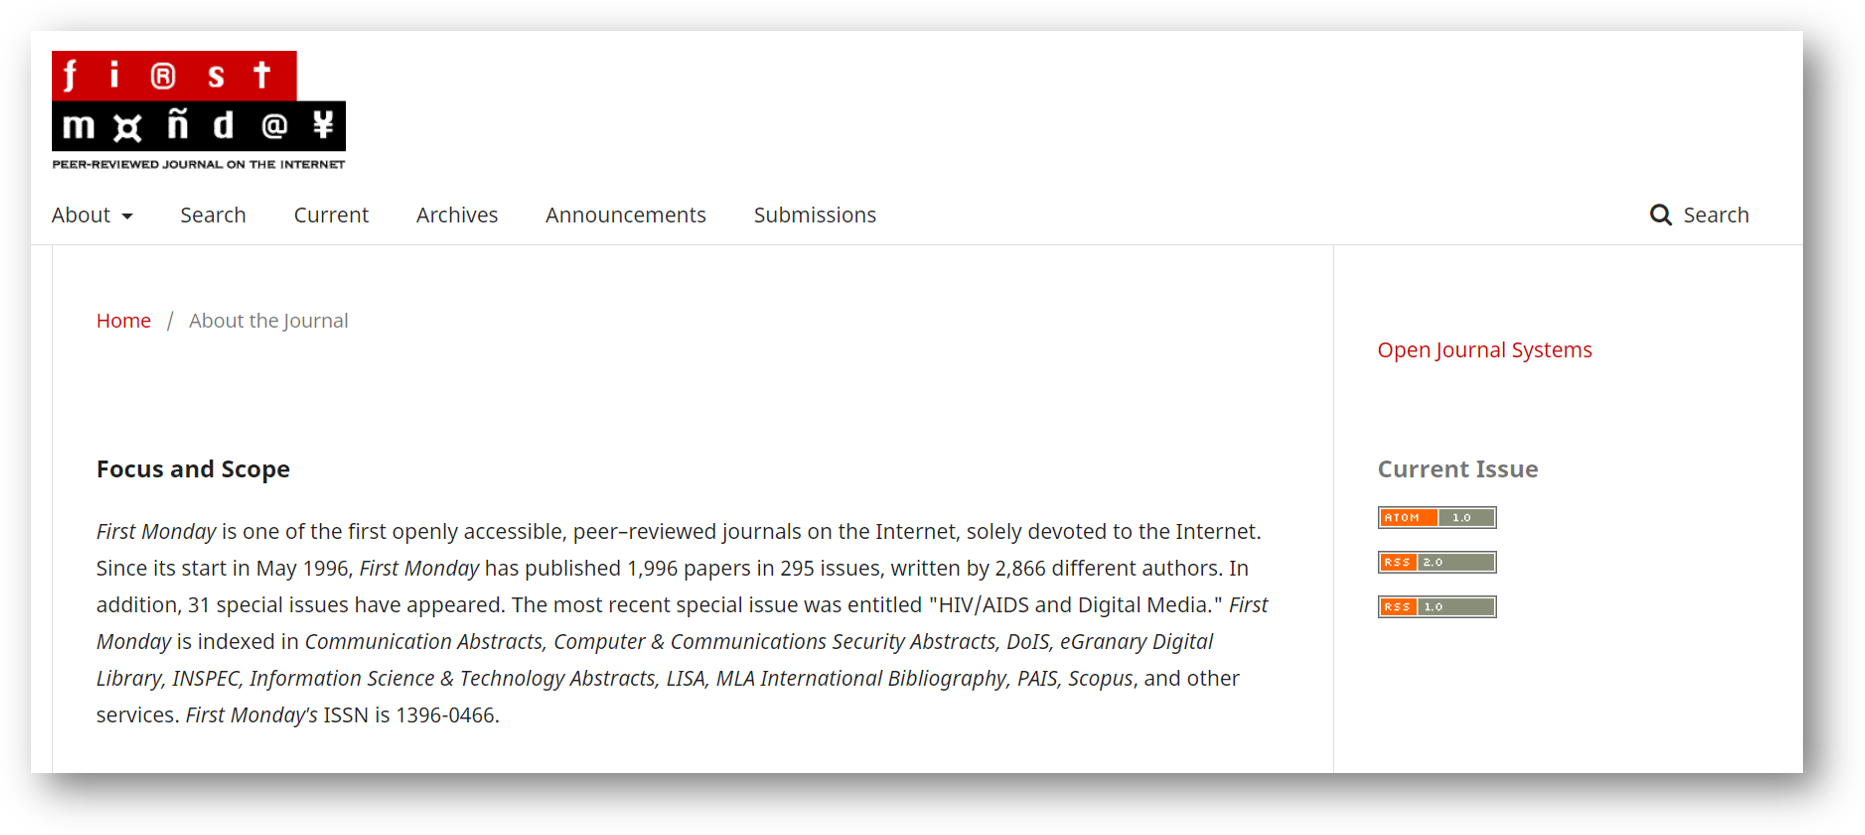 ƒ i ® s †
m ¤ ñ d @ ¥
PEER-REVIEWED JOURNAL ON THE INTERNET
About Search Current Archives Announcements Submissions Search
Home / About the Journal
Open Journal Systems
Focus and Scope
Current Issue
First Monday is one of the first openly accessible, peer–reviewed journals on the Internet, solely devoted to the Internet.
Since its start in May 1996, First Monday has published 1,996 papers in 295 issues, written by 2,866 different authors. In
addition, 31 special issues have appeared. The most recent special issue was entitled "HIV/AIDS and Digital Media." First
Monday is indexed in Communication Abstracts, Computer & Communications Security Abstracts, DoIS, eGranary Digital
Library, INSPEC, Information Science & Technology Abstracts, LISA, MLA International Bibliography, PAIS, Scopus, and other
services. First Monday's ISSN is 1396-0466.
ATOM 1.0
RSS 2.0
RSS 1.0